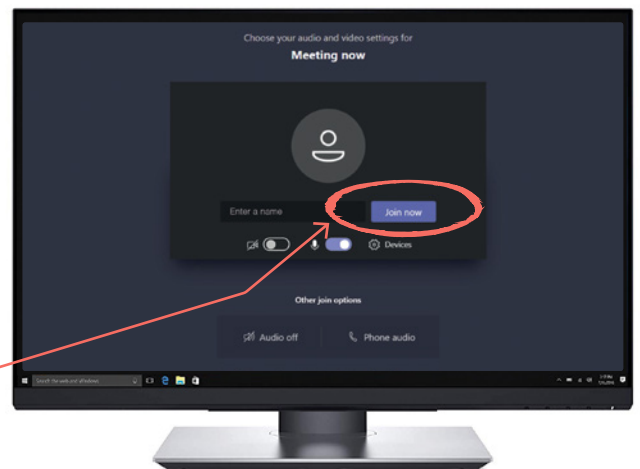 Choose your audio and video settings for
Meeting now
Enter a name
Join now
Devices
Other join options
Audio off
Phone audio